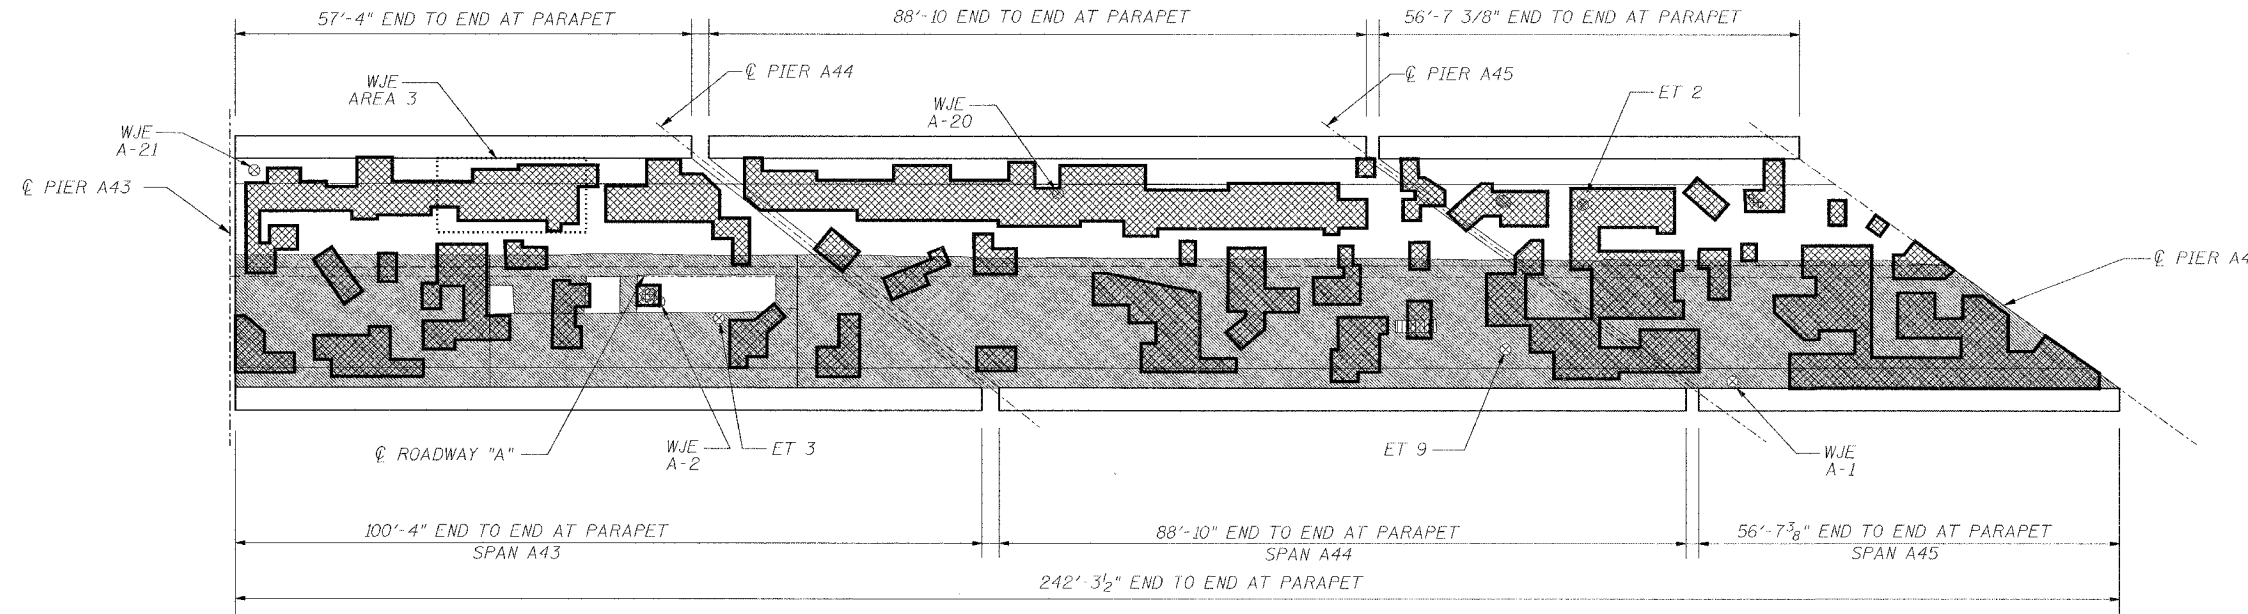 57'-4" END TO END AT PARAPET
88'-10 END TO END AT PARAPET
56'-7 3/8" END TO END AT PARAPET
℄ PIER A44
℄ PIER A45
WJE
AREA 3
WJE
A-20
ET 2
WJE
A-21
℄ PIER A43
℄ PIER A4
℄ ROADWAY "A"
WJE
A-2
ET 3
ET 9
WJE
A-1
100'-4" END TO END AT PARAPET
SPAN A43
88'-10" END TO END AT PARAPET
SPAN A44
56'-7 3/8" END TO END AT PARAPET
SPAN A45
242'-3 1/2" END TO END AT PARAPET